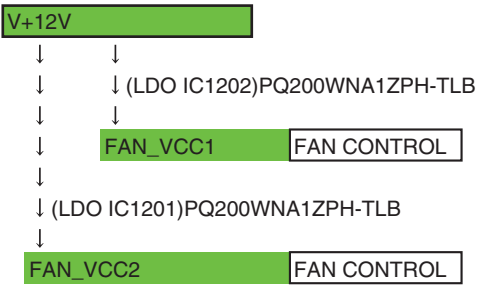 V+12V
↓ ↓
↓ ↓ (LDO IC1202)PQ200WNA1ZPH-TLB
↓ ↓
↓ FAN_VCC1 FAN CONTROL
↓
↓ (LDO IC1201)PQ200WNA1ZPH-TLB
↓
FAN_VCC2 FAN CONTROL